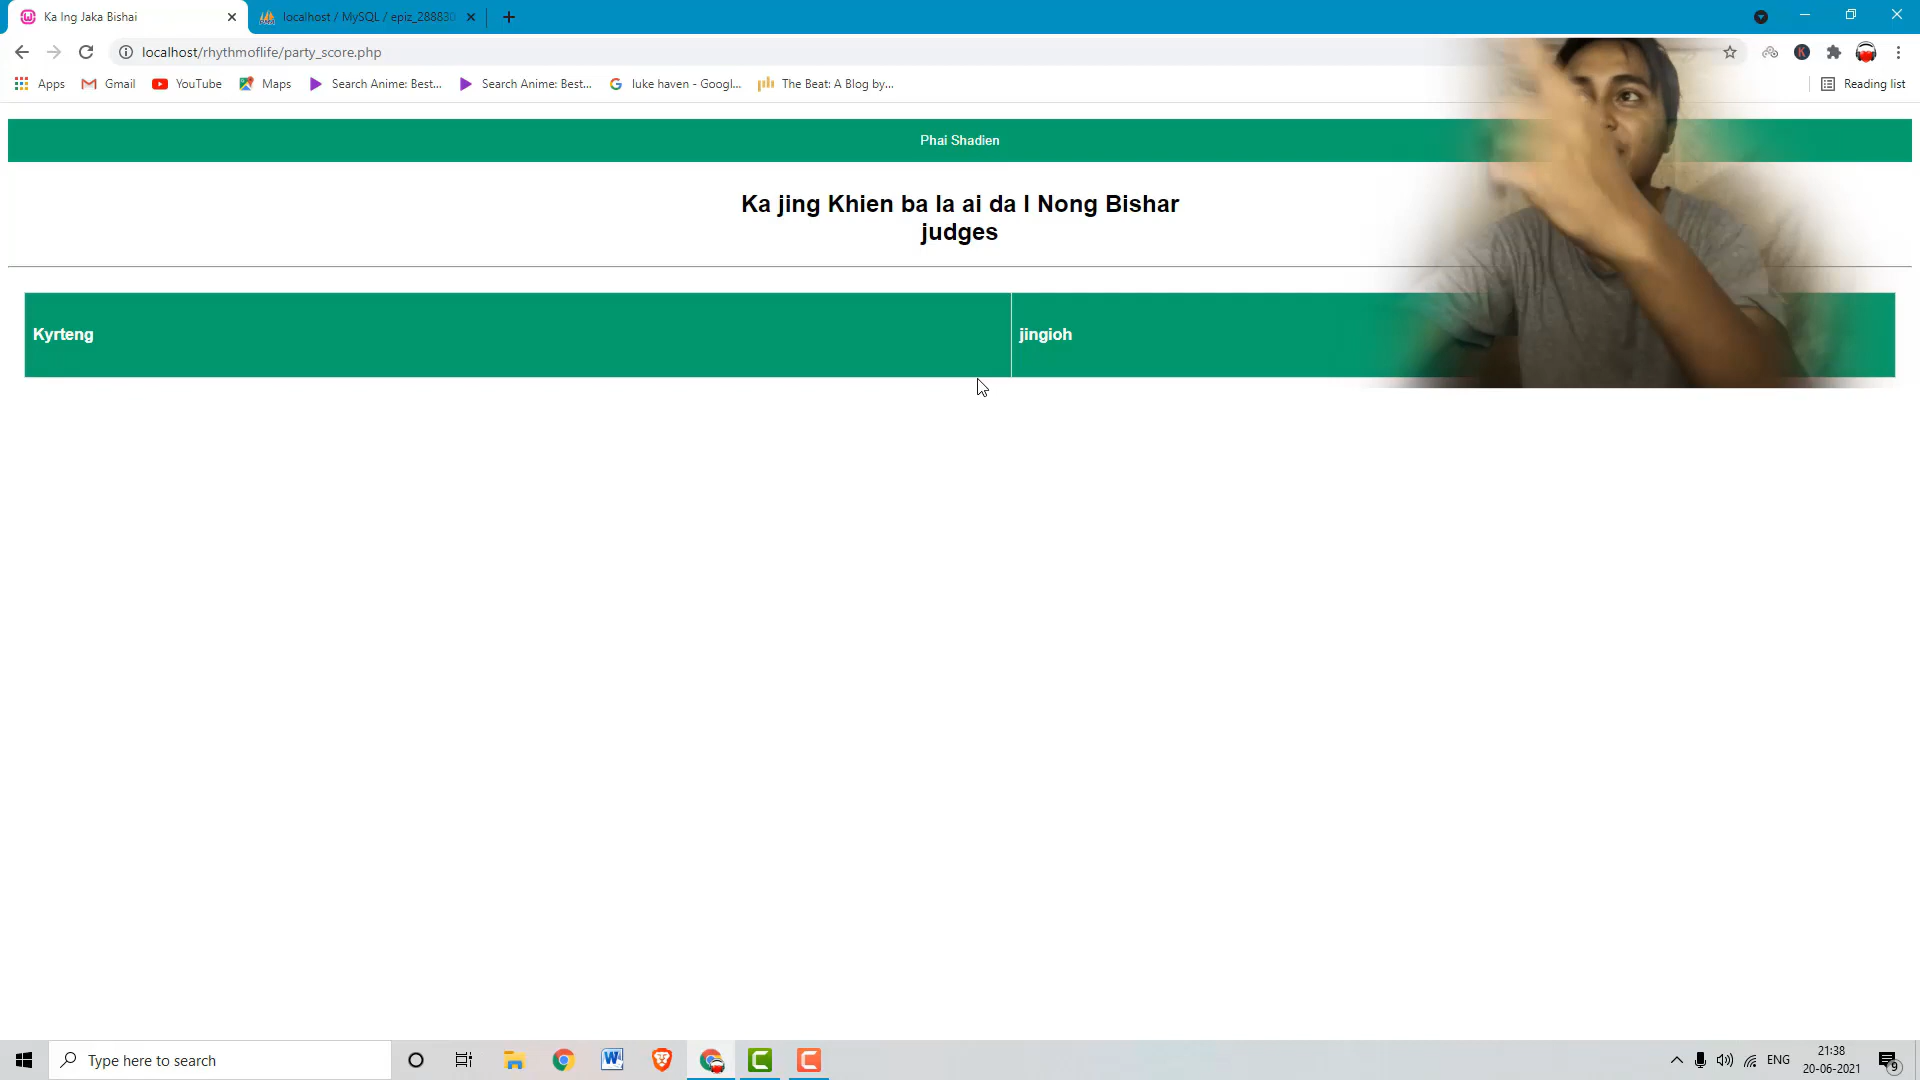 Ka Ing Jaka Bishai
localhost / MySQL / epiz_288830
localhost/rhythmoflife/party_score.php
Apps Gmail YouTube Maps Search Anime: Best... Search Anime: Best... luke haven - Googl... The Beat: A Blog by... Reading list
Phai Shadien
Ka jing Khien ba la ai da I Nong Bishar
judges
Kyrteng jingioh
Type here to search
ENG
21:38
20-06-2021
9